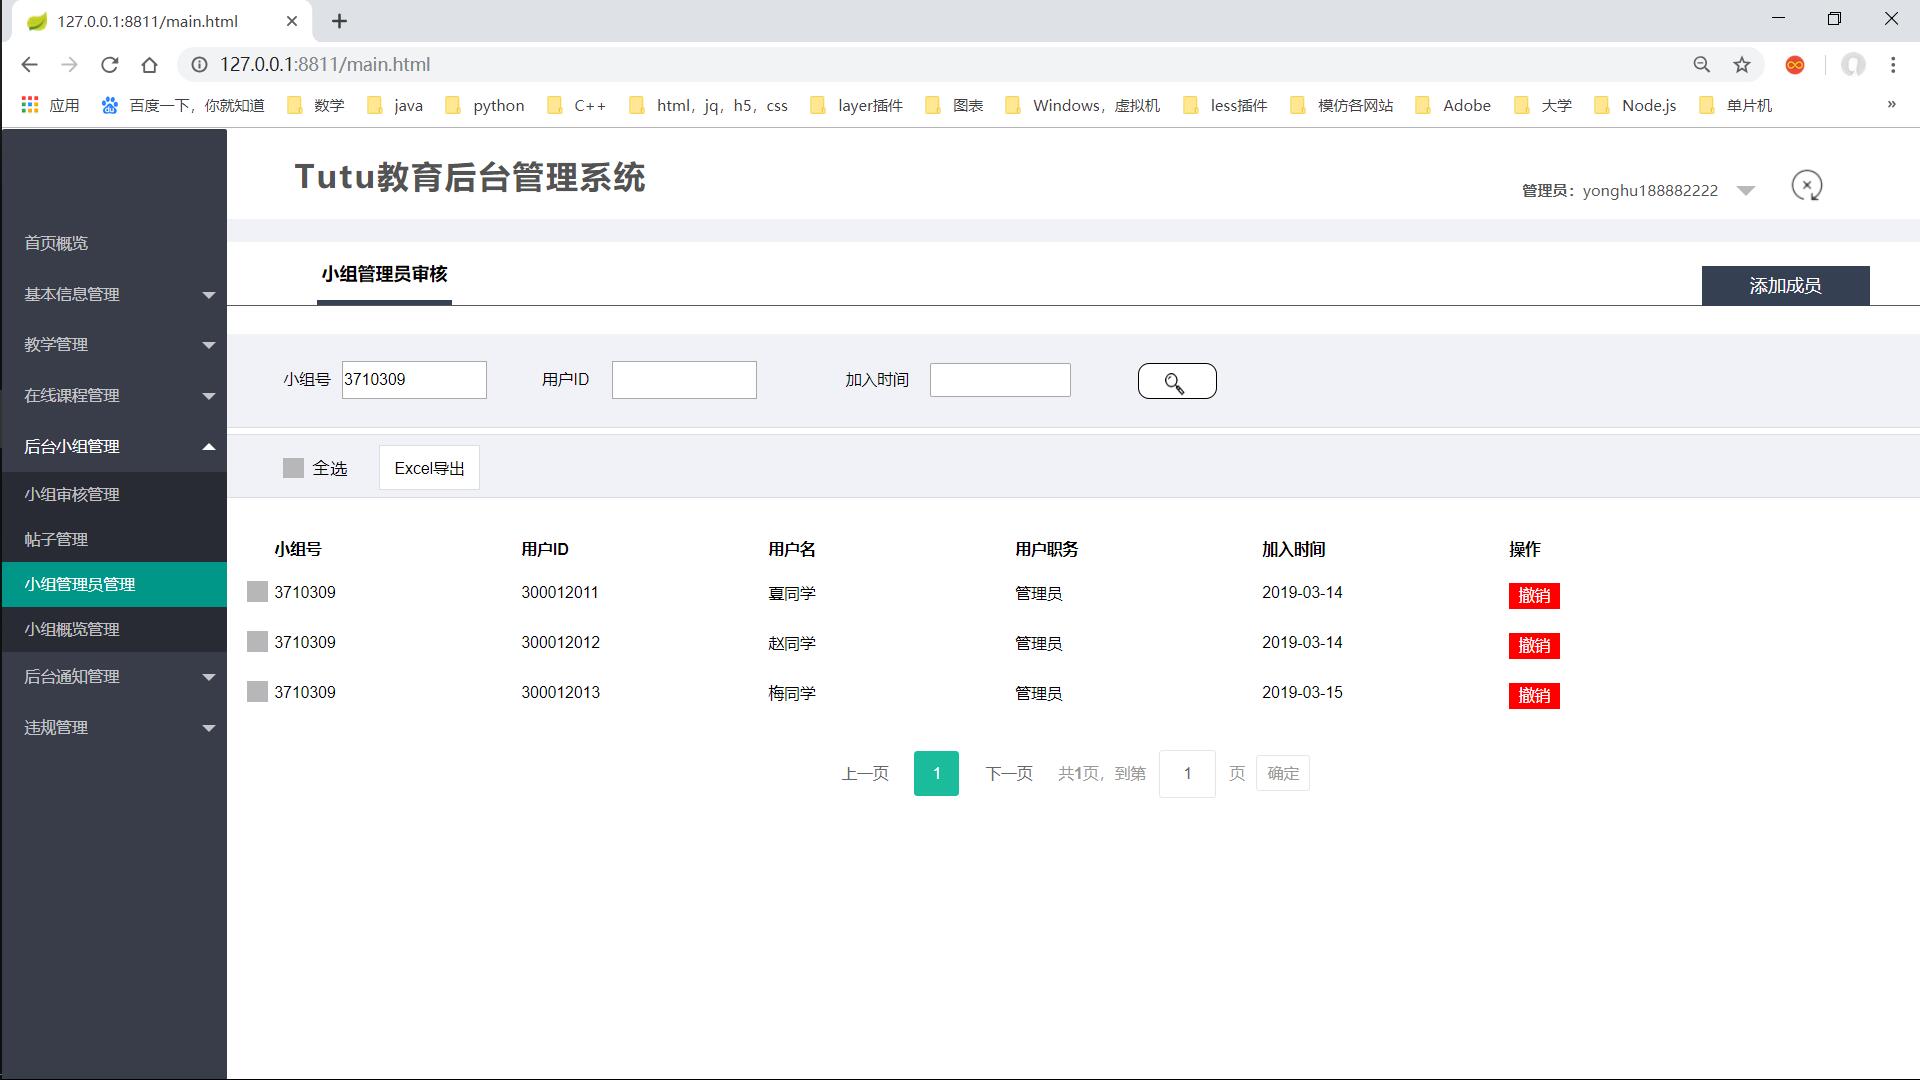 127.0.0.1:8811/main.html
127.0.0.1:8811/main.html
应用 百度一下，你就知道 数学 java python C++ html，jq，h5，css layer插件 图表 Windows，虚拟机 less插件 模仿各网站 Adobe 大学 Node.js 单片机 »
Tutu教育后台管理系统
管理员：yonghu188882222
首页概览
基本信息管理
教学管理
在线课程管理
后台小组管理
小组审核管理
帖子管理
小组管理员管理
小组概览管理
后台通知管理
违规管理
小组管理员审核
添加成员
小组号 3710309 用户ID 加入时间
全选 Excel导出
小组号 用户ID 用户名 用户职务 加入时间 操作
3710309 300012011 夏同学 管理员 2019-03-14 撤销
3710309 300012012 赵同学 管理员 2019-03-14 撤销
3710309 300012013 梅同学 管理员 2019-03-15 撤销
上一页 1 下一页 共1页，到第 1 页 确定